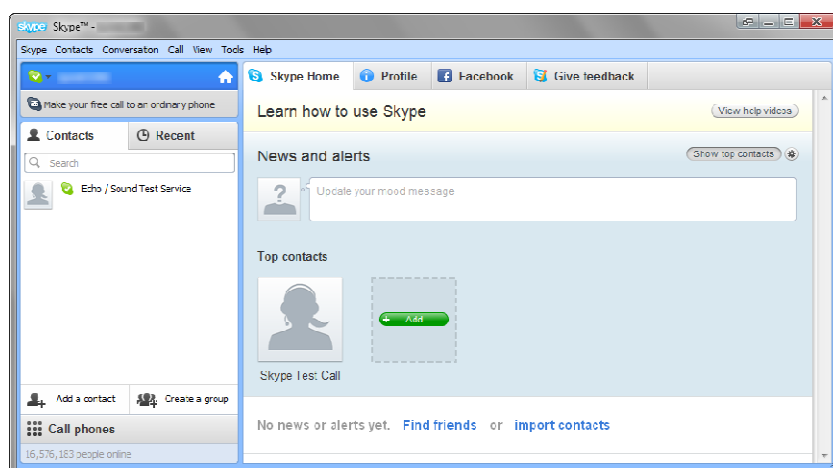 skype Skype™ -
Skype Contacts Conversation Call View Tools Help
Make your free call to an ordinary phone
Contacts Recent
Search
Echo / Sound Test Service
Add a contact Create a group
Call phones
16,576,183 people online
Skype Home Profile Facebook Give feedback
Learn how to use Skype View help videos
News and alerts Show top contacts
Update your mood message
Top contacts
+ Add
Skype Test Call
No news or alerts yet. Find friends or import contacts